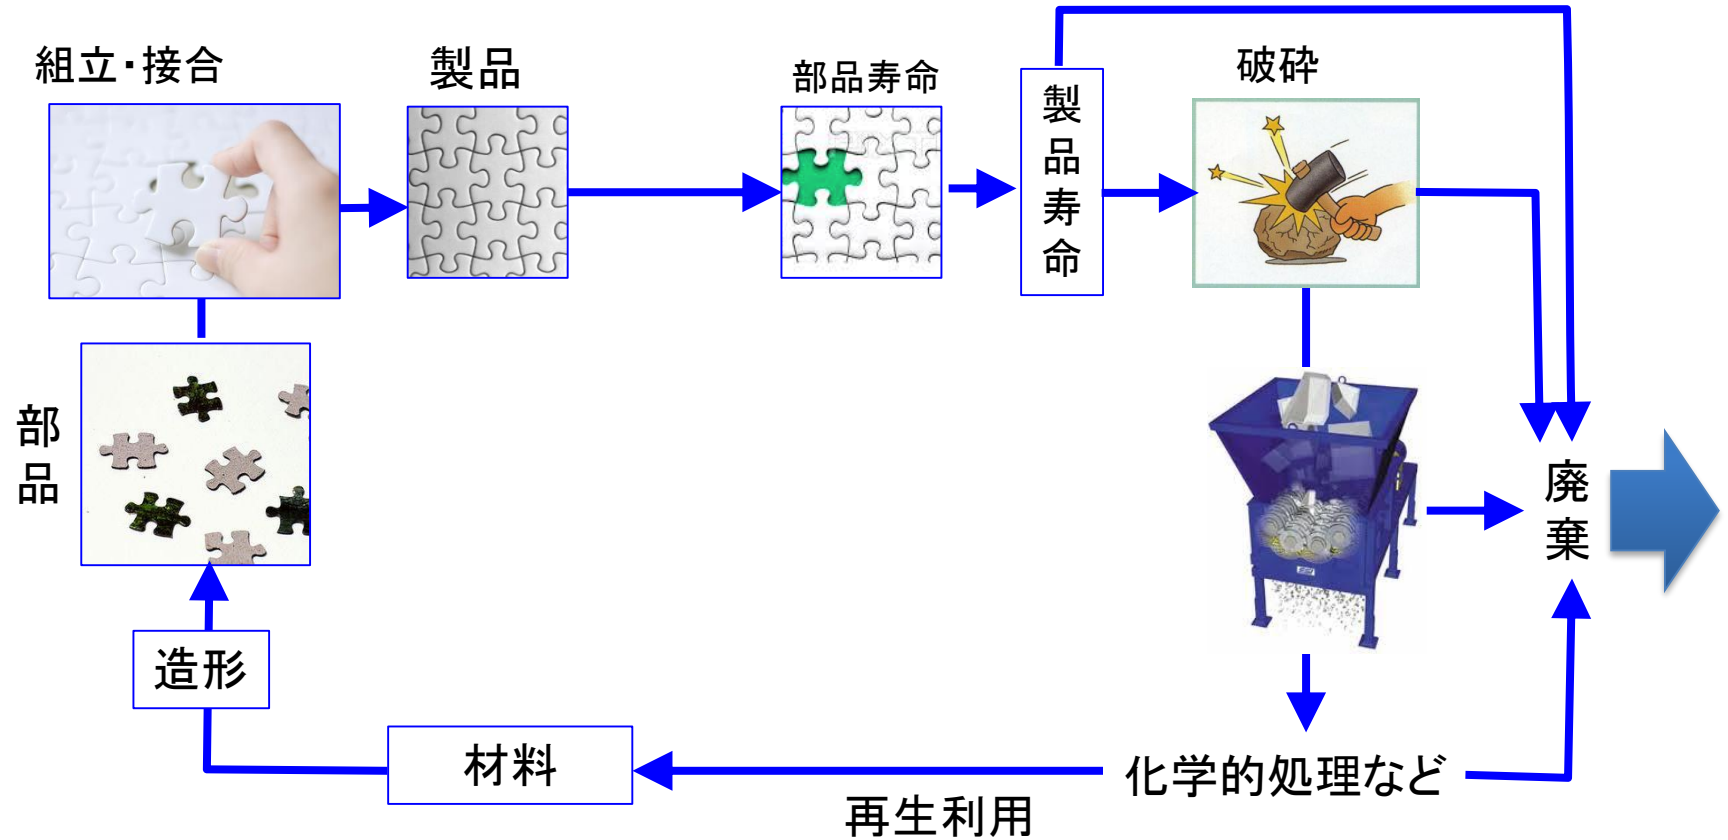 組立・接合
製品
部品寿命
製品寿命
破砕
部品
廃棄
造形
材料
化学的処理など
再生利用